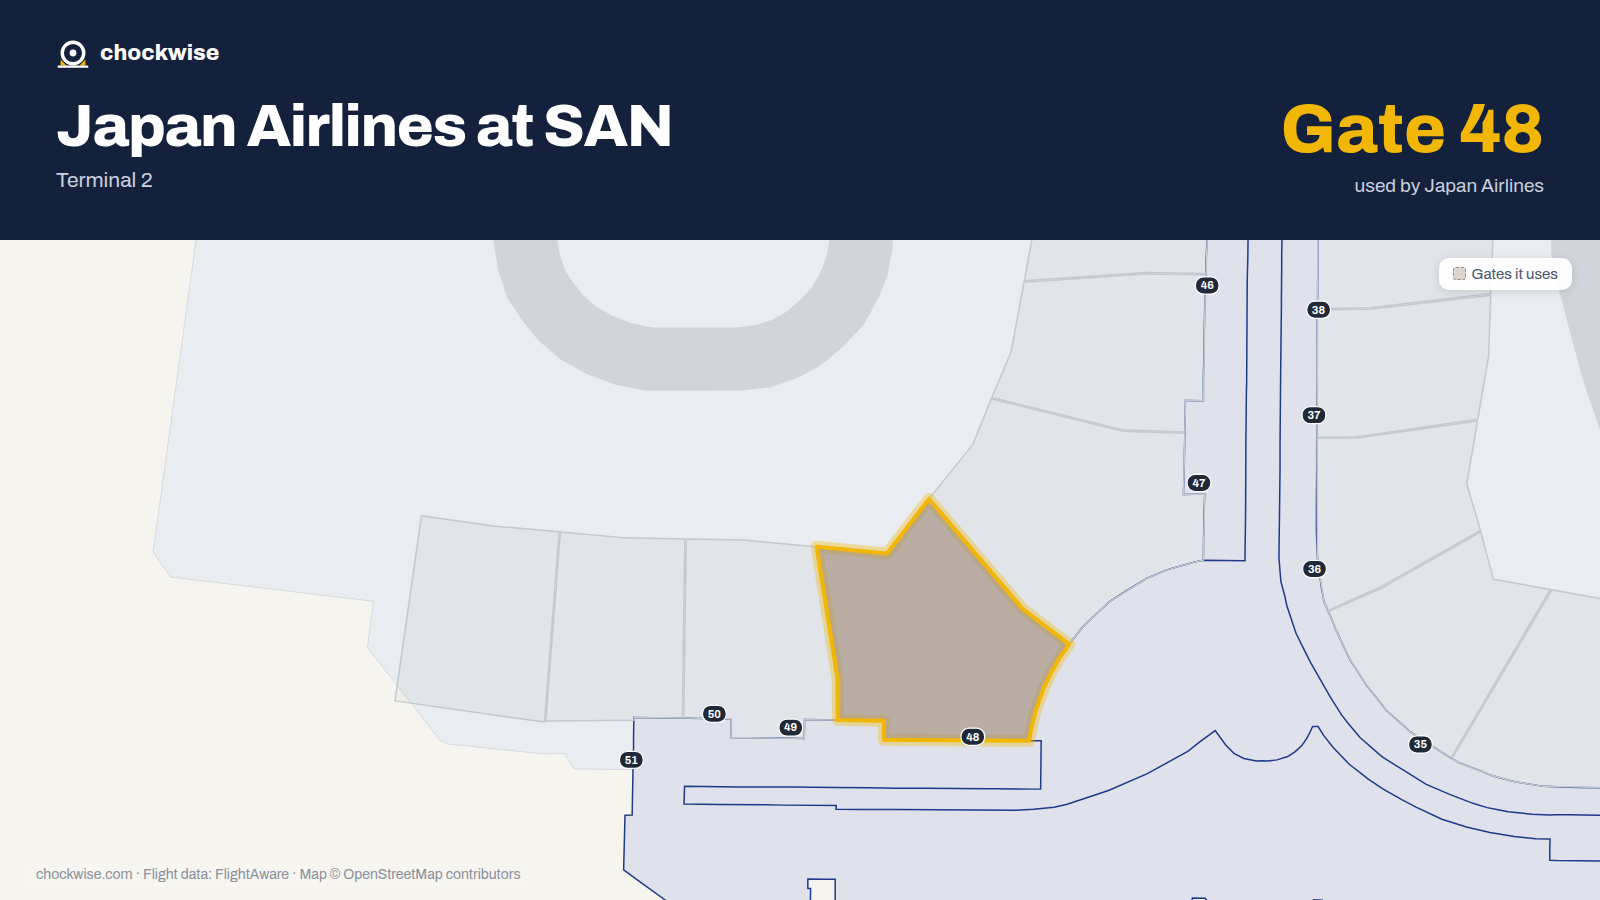 chockwise
Japan Airlines at SAN
Terminal 2
Gate 48
used by Japan Airlines
Gates it uses
46
38
37
47
36
50
49
48
35
51
chockwise.com · Flight data: FlightAware · Map © OpenStreetMap contributors